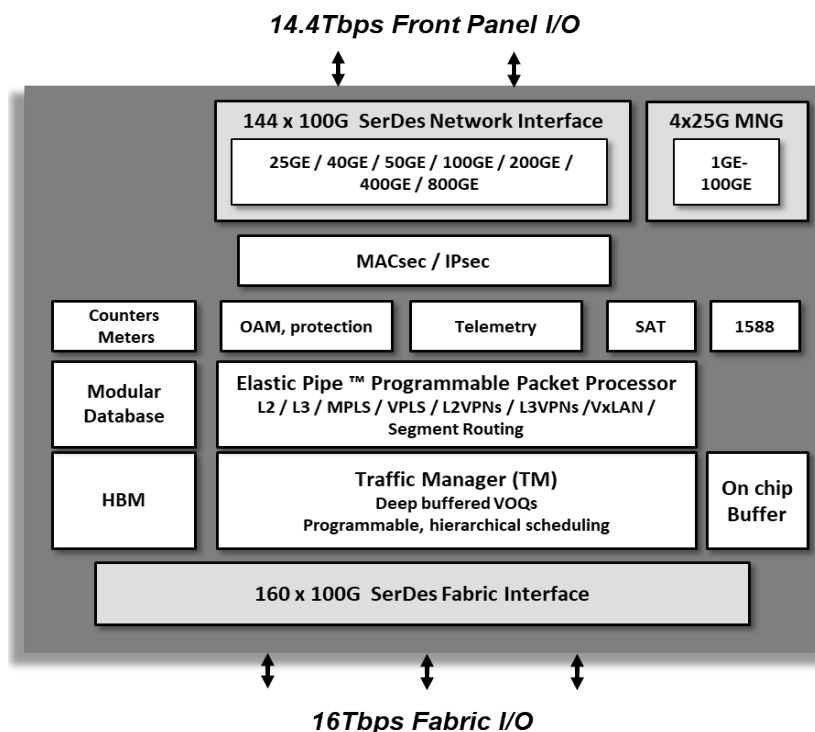 14.4Tbps Front Panel I/O
144 x 100G SerDes Network Interface
25GE / 40GE / 50GE / 100GE / 200GE /
400GE / 800GE
4x25G MNG
1GE-
100GE
MACsec / IPsec
Counters
Meters
OAM, protection
Telemetry
SAT
1588
Modular
Database
Elastic Pipe ™ Programmable Packet Processor
L2 / L3 / MPLS / VPLS / L2VPNs / L3VPNs /VxLAN /
Segment Routing
HBM
Traffic Manager (TM)
Deep buffered VOQs
Programmable, hierarchical scheduling
On chip
Buffer
160 x 100G SerDes Fabric Interface
16Tbps Fabric I/O